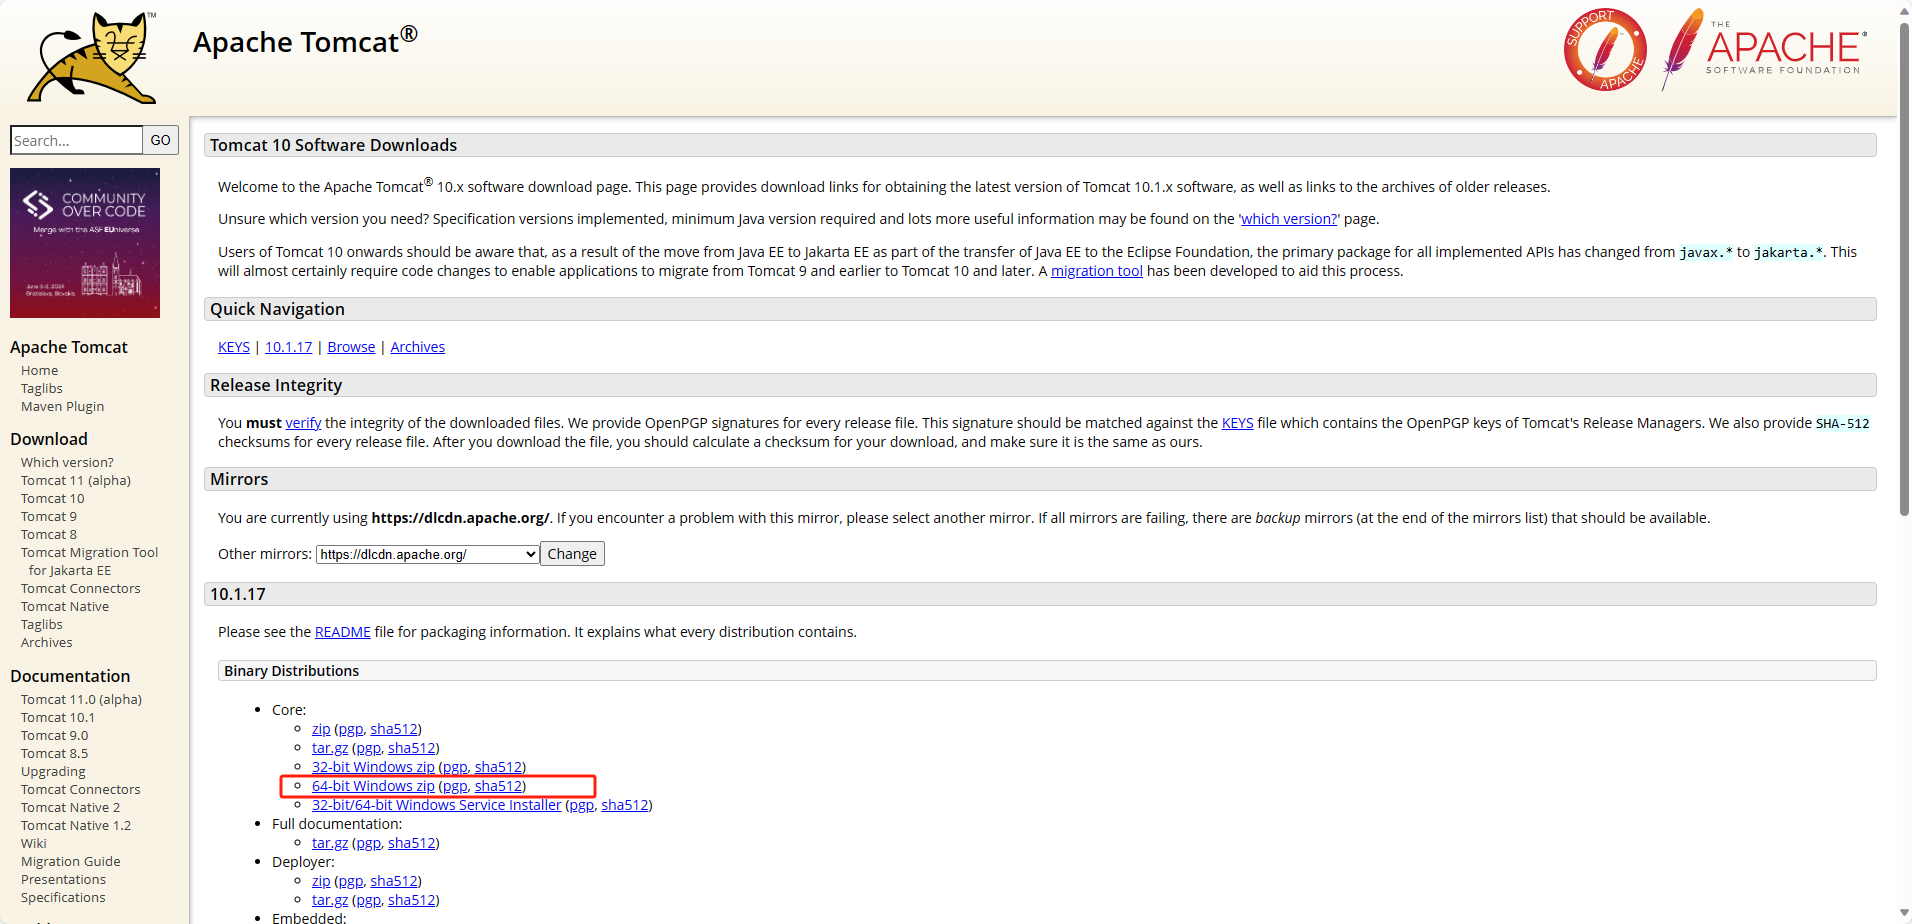 TM
Apache Tomcat®
SUPPORT
APACHE
THE
APACHE®
SOFTWARE FOUNDATION
Search...
GO
COMMUNITY
OVER CODE
Merge with the ASF EUniverse
June 3-5, 2024
Bratislava, Slovakia
Apache Tomcat
Home
Taglibs
Maven Plugin
Download
Which version?
Tomcat 11 (alpha)
Tomcat 10
Tomcat 9
Tomcat 8
Tomcat Migration Tool
for Jakarta EE
Tomcat Connectors
Tomcat Native
Taglibs
Archives
Documentation
Tomcat 11.0 (alpha)
Tomcat 10.1
Tomcat 9.0
Tomcat 8.5
Upgrading
Tomcat Connectors
Tomcat Native 2
Tomcat Native 1.2
Wiki
Migration Guide
Presentations
Specifications
Tomcat 10 Software Downloads
Welcome to the Apache Tomcat® 10.x software download page. This page provides download links for obtaining the latest version of Tomcat 10.1.x software, as well as links to the archives of older releases.
Unsure which version you need? Specification versions implemented, minimum Java version required and lots more useful information may be found on the 'which version?' page.
Users of Tomcat 10 onwards should be aware that, as a result of the move from Java EE to Jakarta EE as part of the transfer of Java EE to the Eclipse Foundation, the primary package for all implemented APIs has changed from javax.* to jakarta.*. This
will almost certainly require code changes to enable applications to migrate from Tomcat 9 and earlier to Tomcat 10 and later. A migration tool has been developed to aid this process.
Quick Navigation
KEYS | 10.1.17 | Browse | Archives
Release Integrity
You must verify the integrity of the downloaded files. We provide OpenPGP signatures for every release file. This signature should be matched against the KEYS file which contains the OpenPGP keys of Tomcat's Release Managers. We also provide SHA-512
checksums for every release file. After you download the file, you should calculate a checksum for your download, and make sure it is the same as ours.
Mirrors
You are currently using https://dlcdn.apache.org/. If you encounter a problem with this mirror, please select another mirror. If all mirrors are failing, there are backup mirrors (at the end of the mirrors list) that should be available.
Other mirrors: https://dlcdn.apache.org/ Change
10.1.17
Please see the README file for packaging information. It explains what every distribution contains.
Binary Distributions
Core:
zip (pgp, sha512)
tar.gz (pgp, sha512)
32-bit Windows zip (pgp, sha512)
64-bit Windows zip (pgp, sha512)
32-bit/64-bit Windows Service Installer (pgp, sha512)
Full documentation:
tar.gz (pgp, sha512)
Deployer:
zip (pgp, sha512)
tar.gz (pgp, sha512)
Embedded: